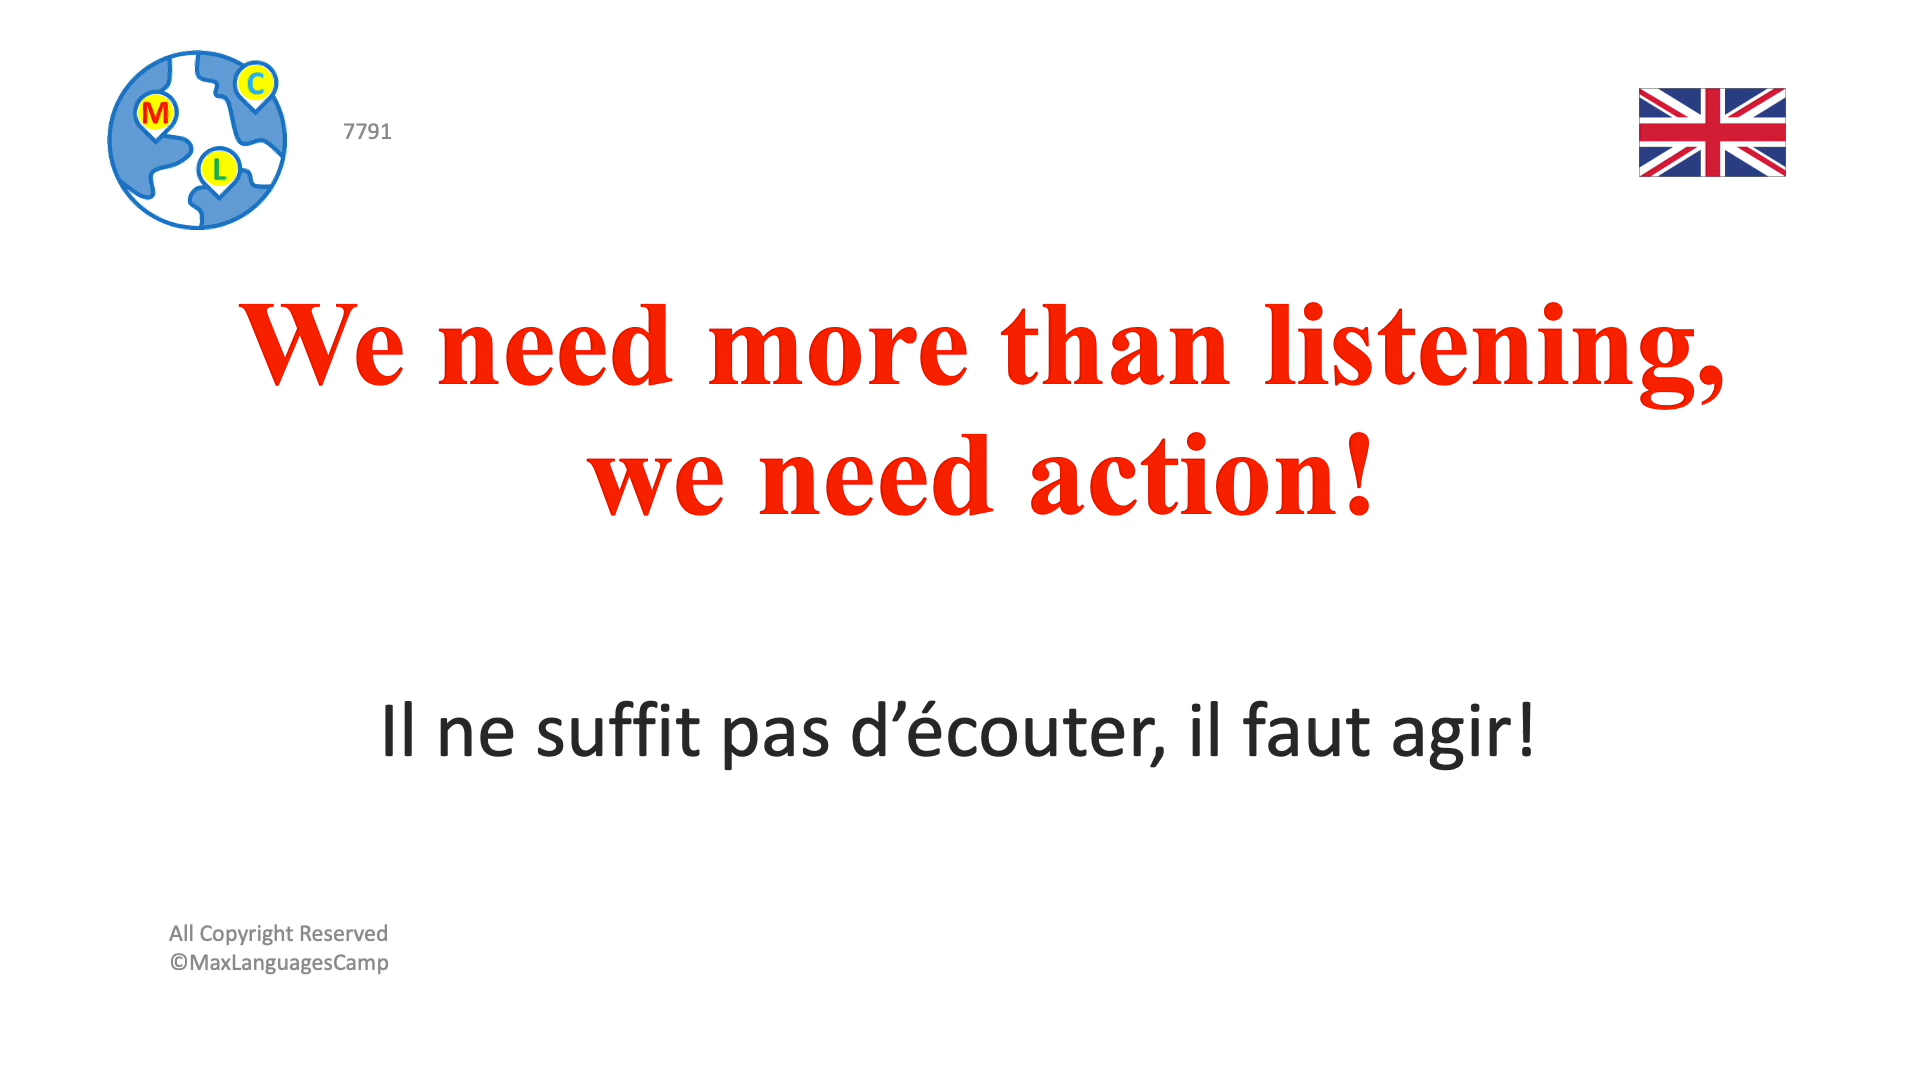 M
C
L
7791
We need more than listening,
we need action!
Il ne suffit pas d’écouter, il faut agir!
All Copyright Reserved
©MaxLanguagesCamp